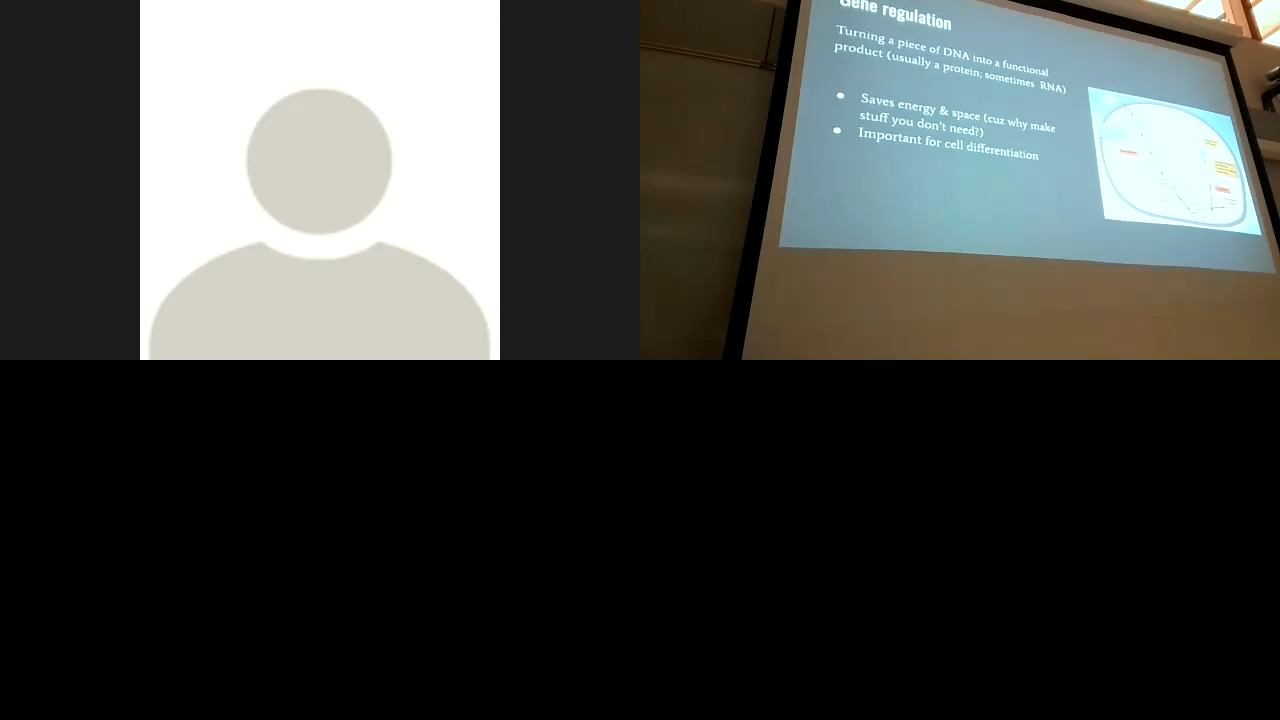 Gene regulation
Turning a piece of DNA into a functional
product (usually a protein; sometimes RNA)
Saves energy & space (cuz why make
stuff you don't need?)
Important for cell differentiation